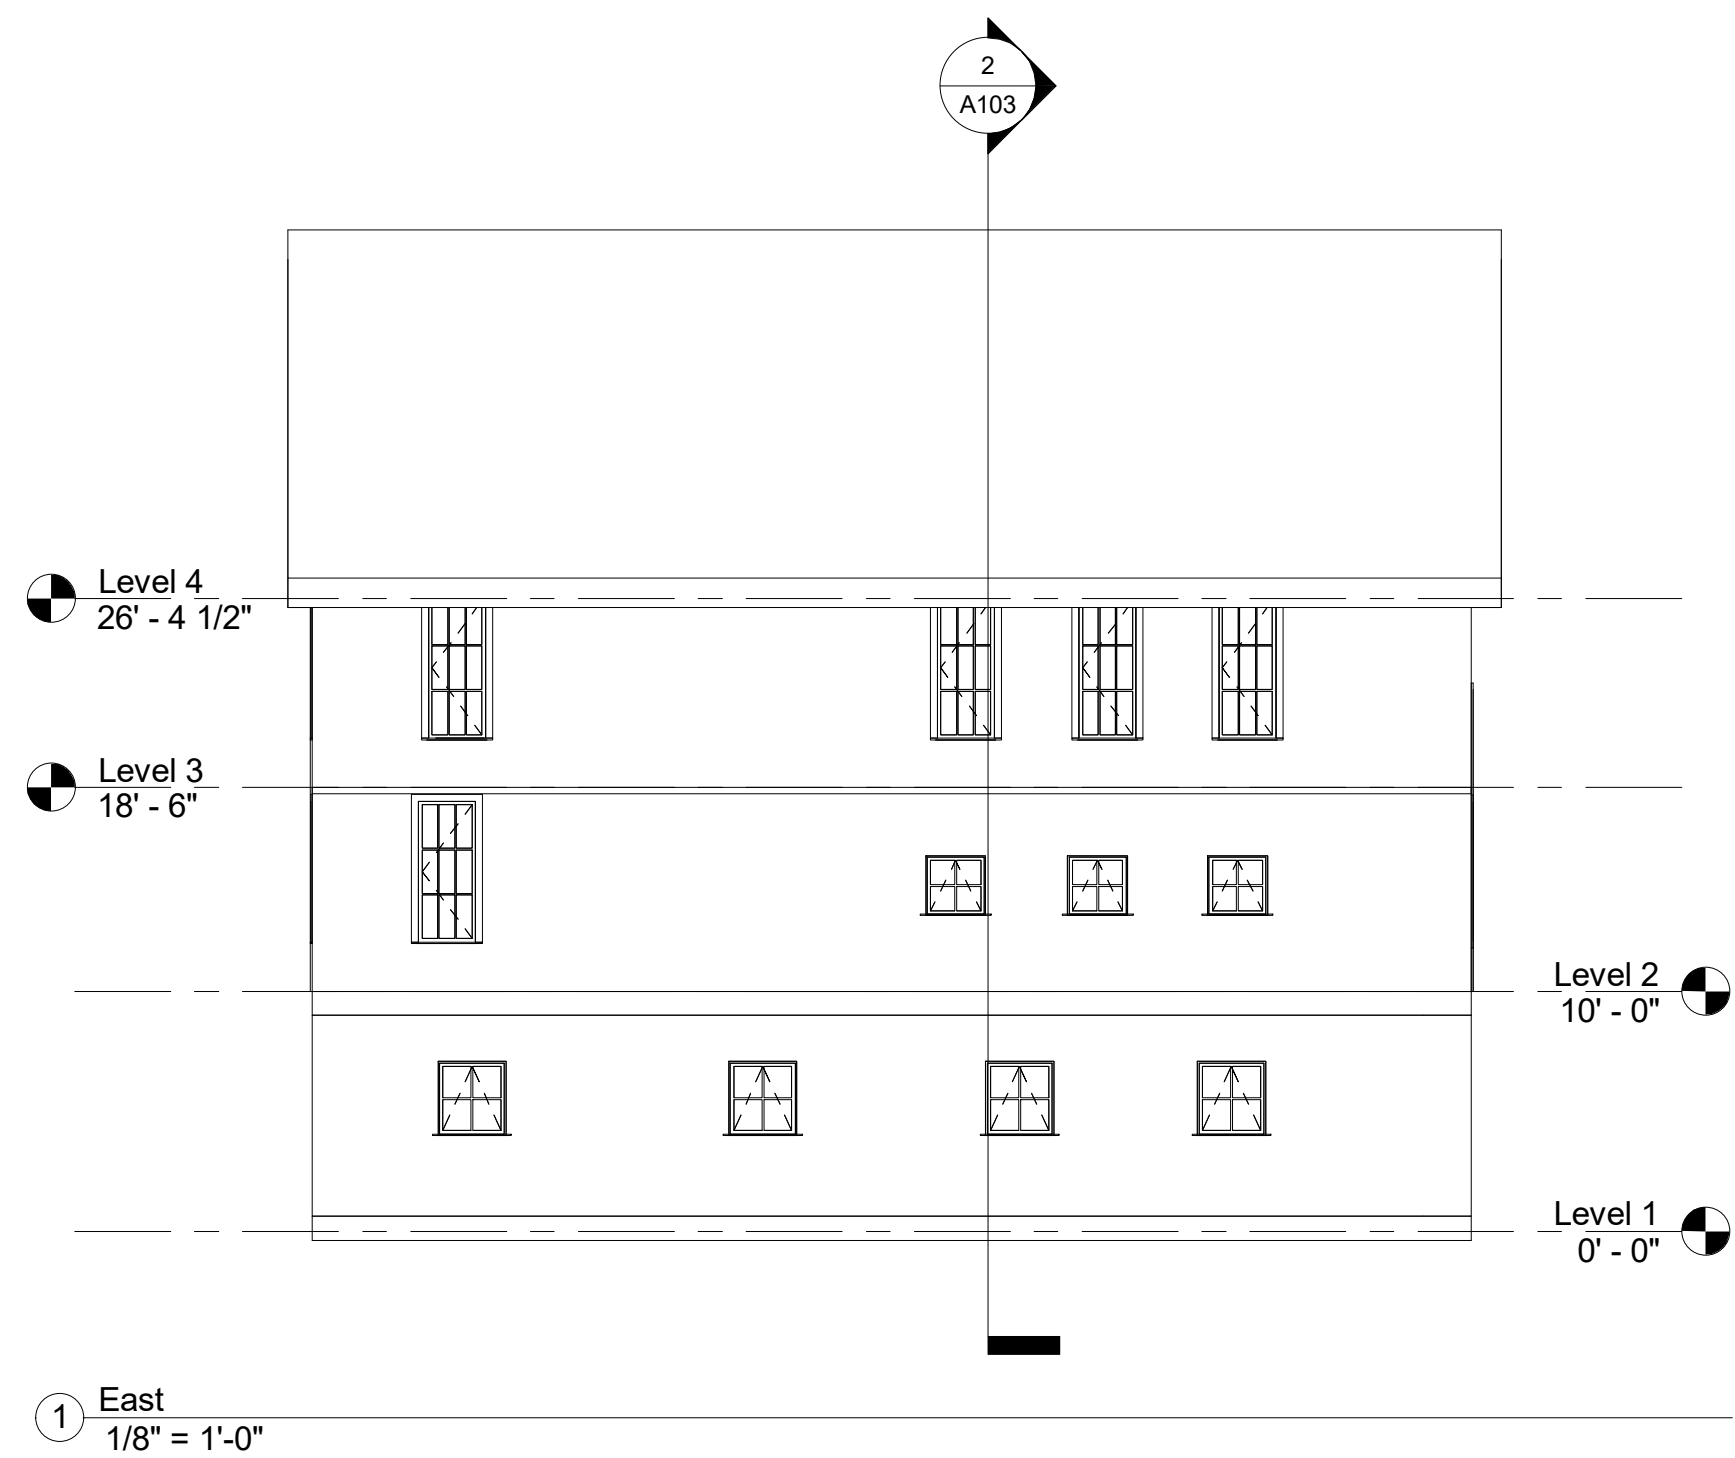 2
A103
Level 4
26' - 4 1/2"
Level 3
18' - 6"
Level 2
10' - 0"
Level 1
0' - 0"
1
East
1/8" = 1'-0"